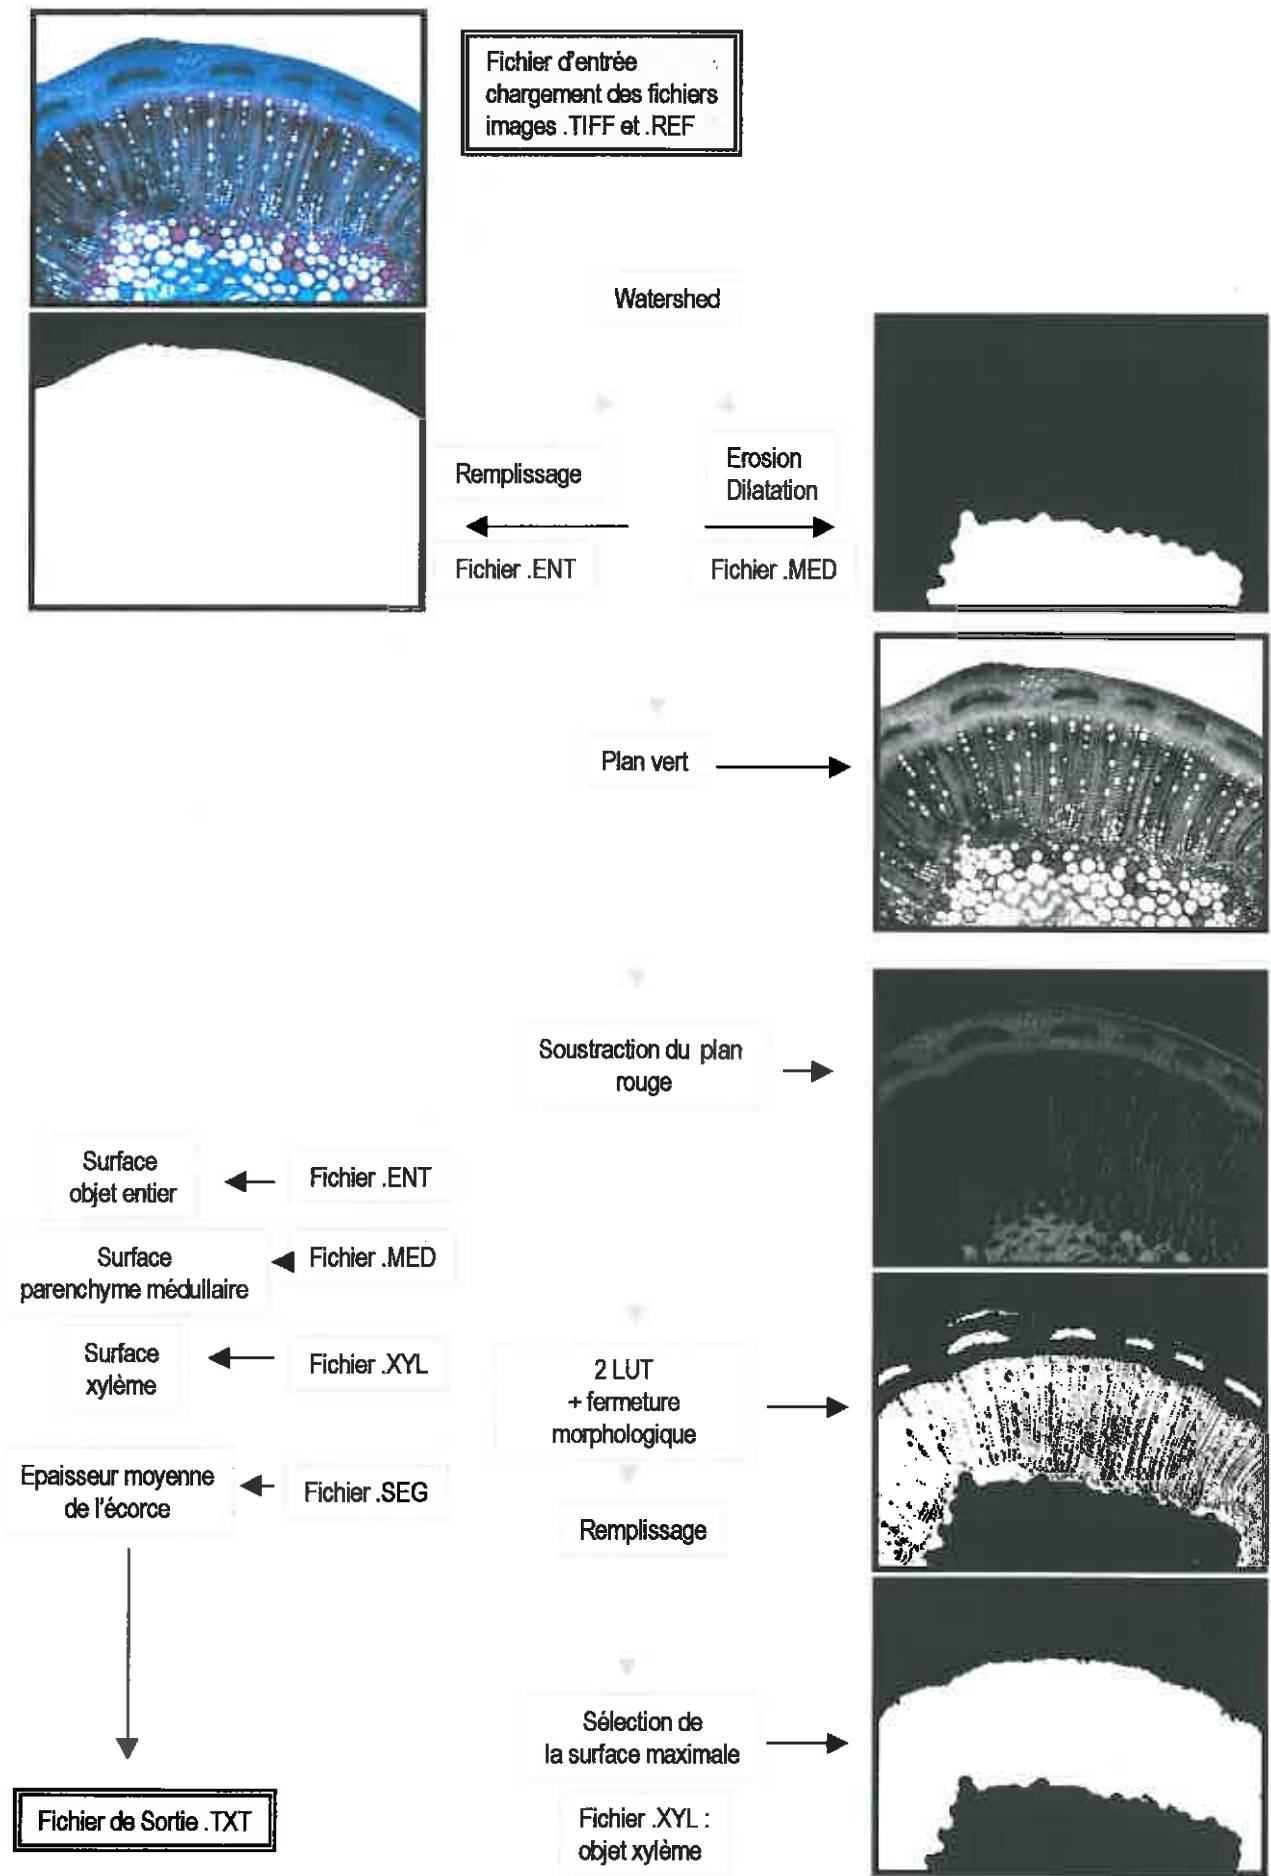 Fichier d'entrée
chargement des fichiers
images .TIFF et .REF
Watershed
Remplissage
Fichier .ENT
Erosion
Dilatation
Fichier .MED
Plan vert
Soustraction du plan
rouge
Surface
objet entier
Fichier .ENT
Surface
parenchyme médullaire
Fichier .MED
Surface
xylème
Fichier .XYL
Epaisseur moyenne
de l'écorce
Fichier .SEG
2 LUT
+ fermeture
morphologique
Remplissage
Sélection de
la surface maximale
Fichier .XYL :
objet xylème
Fichier de Sortie .TXT